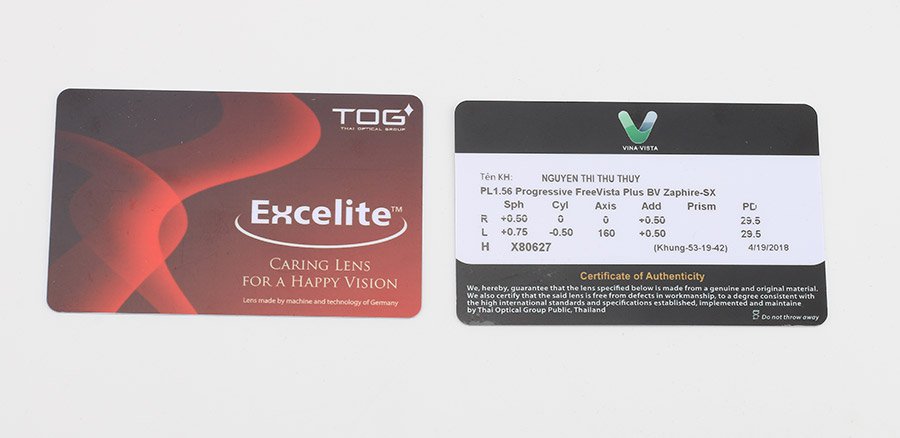 TOG
THAI OPTICAL GROUP
Excelite™
CARING LENS
FOR A HAPPY VISION
Lens made by machine and technology of Germany
VINA VISTA
Tên KH: NGUYEN THI THU THUY
PL1.56 Progressive FreeVista Plus BV Zaphire-SX
Sph Cyl Axis Add Prism PD
R +0.50 0 0 +0.50 29.5
L +0.75 -0.50 160 +0.50 29.5
H X80627 (Khung-53-19-42) 4/19/2018
Certificate of Authenticity
We, hereby, guarantee that the lens specified below is made from a genuine and original material.
We also certify that the said lens is free from defects in workmanship, to a degree consistent with
the high international standards and specifications established, implemented and maintaine
by Thai Optical Group Public, Thailand
Do not throw away